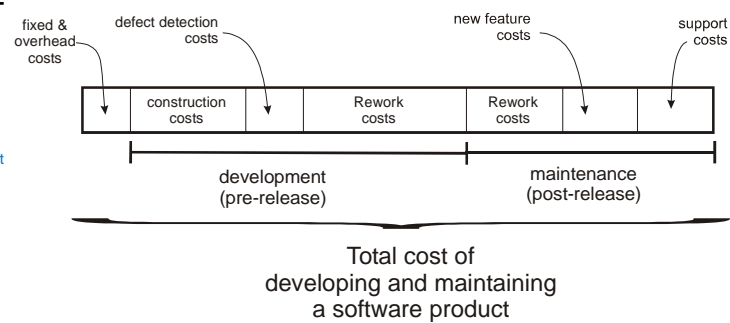 fixed &
overhead
costs
defect detection
costs
new feature
costs
support
costs
construction
costs
Rework
costs
Rework
costs
t
development
(pre-release)
maintenance
(post-release)
Total cost of
developing and maintaining
a software product